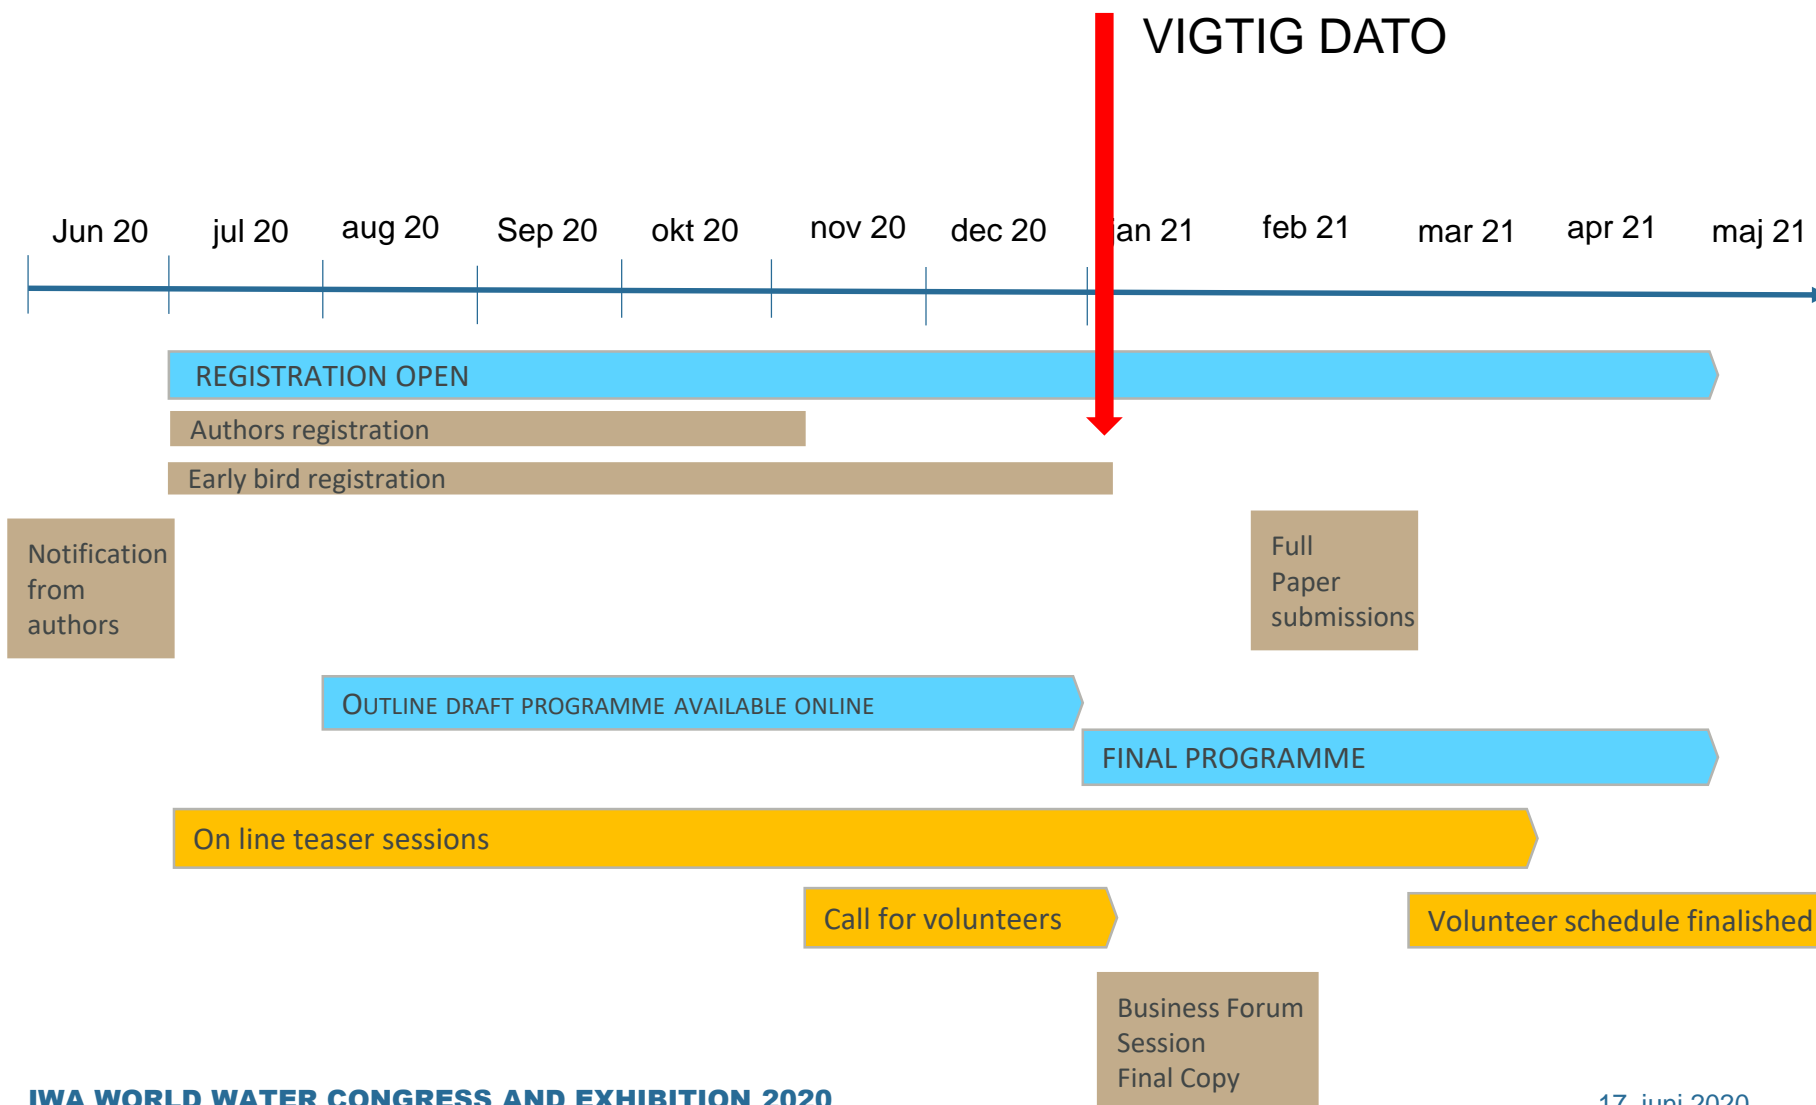 VIGTIG DATO
Jun 20
jul 20
aug 20
Sep 20
okt 20
nov 20
dec 20
jan 21
feb 21
mar 21
apr 21
maj 21
REGISTRATION OPEN
Authors registration
Early bird registration
Notification
from
authors
Full
Paper
submissions
OUTLINE DRAFT PROGRAMME AVAILABLE ONLINE
FINAL PROGRAMME
On line teaser sessions
Call for volunteers
Volunteer schedule finalished
Business Forum
Session
Final Copy
IWA WORLD WATER CONGRESS AND EXHIBITION 2020
17. juni 2020